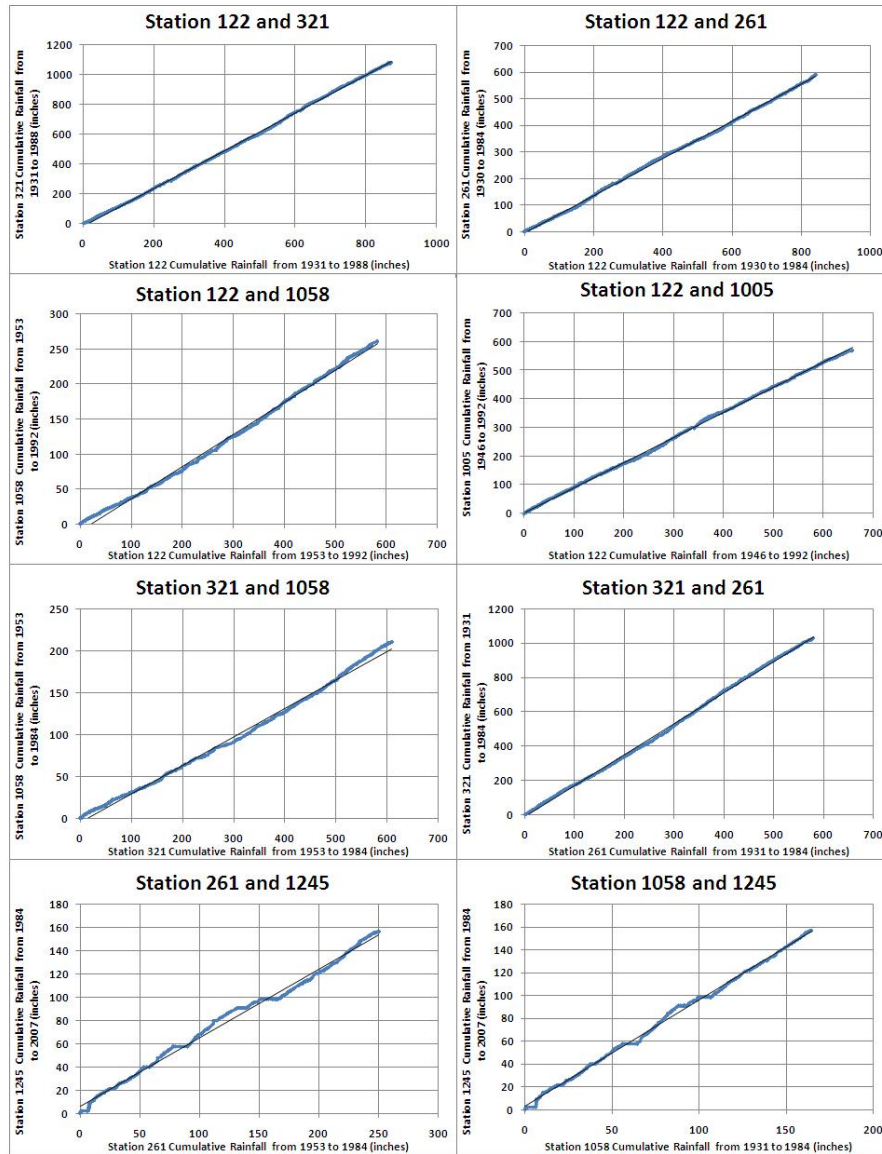 Station 122 and 321
Station 321 Cumulative Rainfall from
1931 to 1988 (inches)
1200
1000
800
600
400
200
0
0 200 400 600 800 1000
Station 122 Cumulative Rainfall from 1931 to 1988 (inches)
Station 122 and 261
Station 261 Cumulative Rainfall from
1930 to 1984 (inches)
700
600
500
400
300
200
100
0
0 200 400 600 800 1000
Station 122 Cumulative Rainfall from 1930 to 1984 (inches)
Station 122 and 1058
Station 1058 Cumulative Rainfall from 1953
to 1992 (inches)
300
250
200
150
100
50
0
0 100 200 300 400 500 600 700
Station 122 Cumulative Rainfall from 1953 to 1992 (inches)
Station 122 and 1005
Station 1005 Cumulative Rainfall from
1946 to 1992 (inches)
700
600
500
400
300
200
100
0
0 100 200 300 400 500 600 700
Station 122 Cumulative Rainfall from 1946 to 1992 (inches)
Station 321 and 1058
Station 1058 Cumulative Rainfall from 1953
to 1984 (inches)
250
200
150
100
50
0
0 100 200 300 400 500 600 700
Station 321 Cumulative Rainfall from 1953 to 1984 (inches)
Station 321 and 261
Station 321 Cumulative Rainfall from 1931
to 1984 (inches)
1200
1000
800
600
400
200
0
0 100 200 300 400 500 600 700
Station 261 Cumulative Rainfall from 1931 to 1984 (inches)
Station 261 and 1245
Station 1245 Cumulative Rainfall from 1984
to 2007 (inches)
180
160
140
120
100
80
60
40
20
0
0 50 100 150 200 250 300
Station 261 Cumulative Rainfall from 1953 to 1984 (inches)
Station 1058 and 1245
Station 1245 Cumulative Rainfall from 1984
to 2007 (inches)
180
160
140
120
100
80
60
40
20
0
0 50 100 150 200
Station 1058 Cumulative Rainfall from 1931 to 1984 (inches)